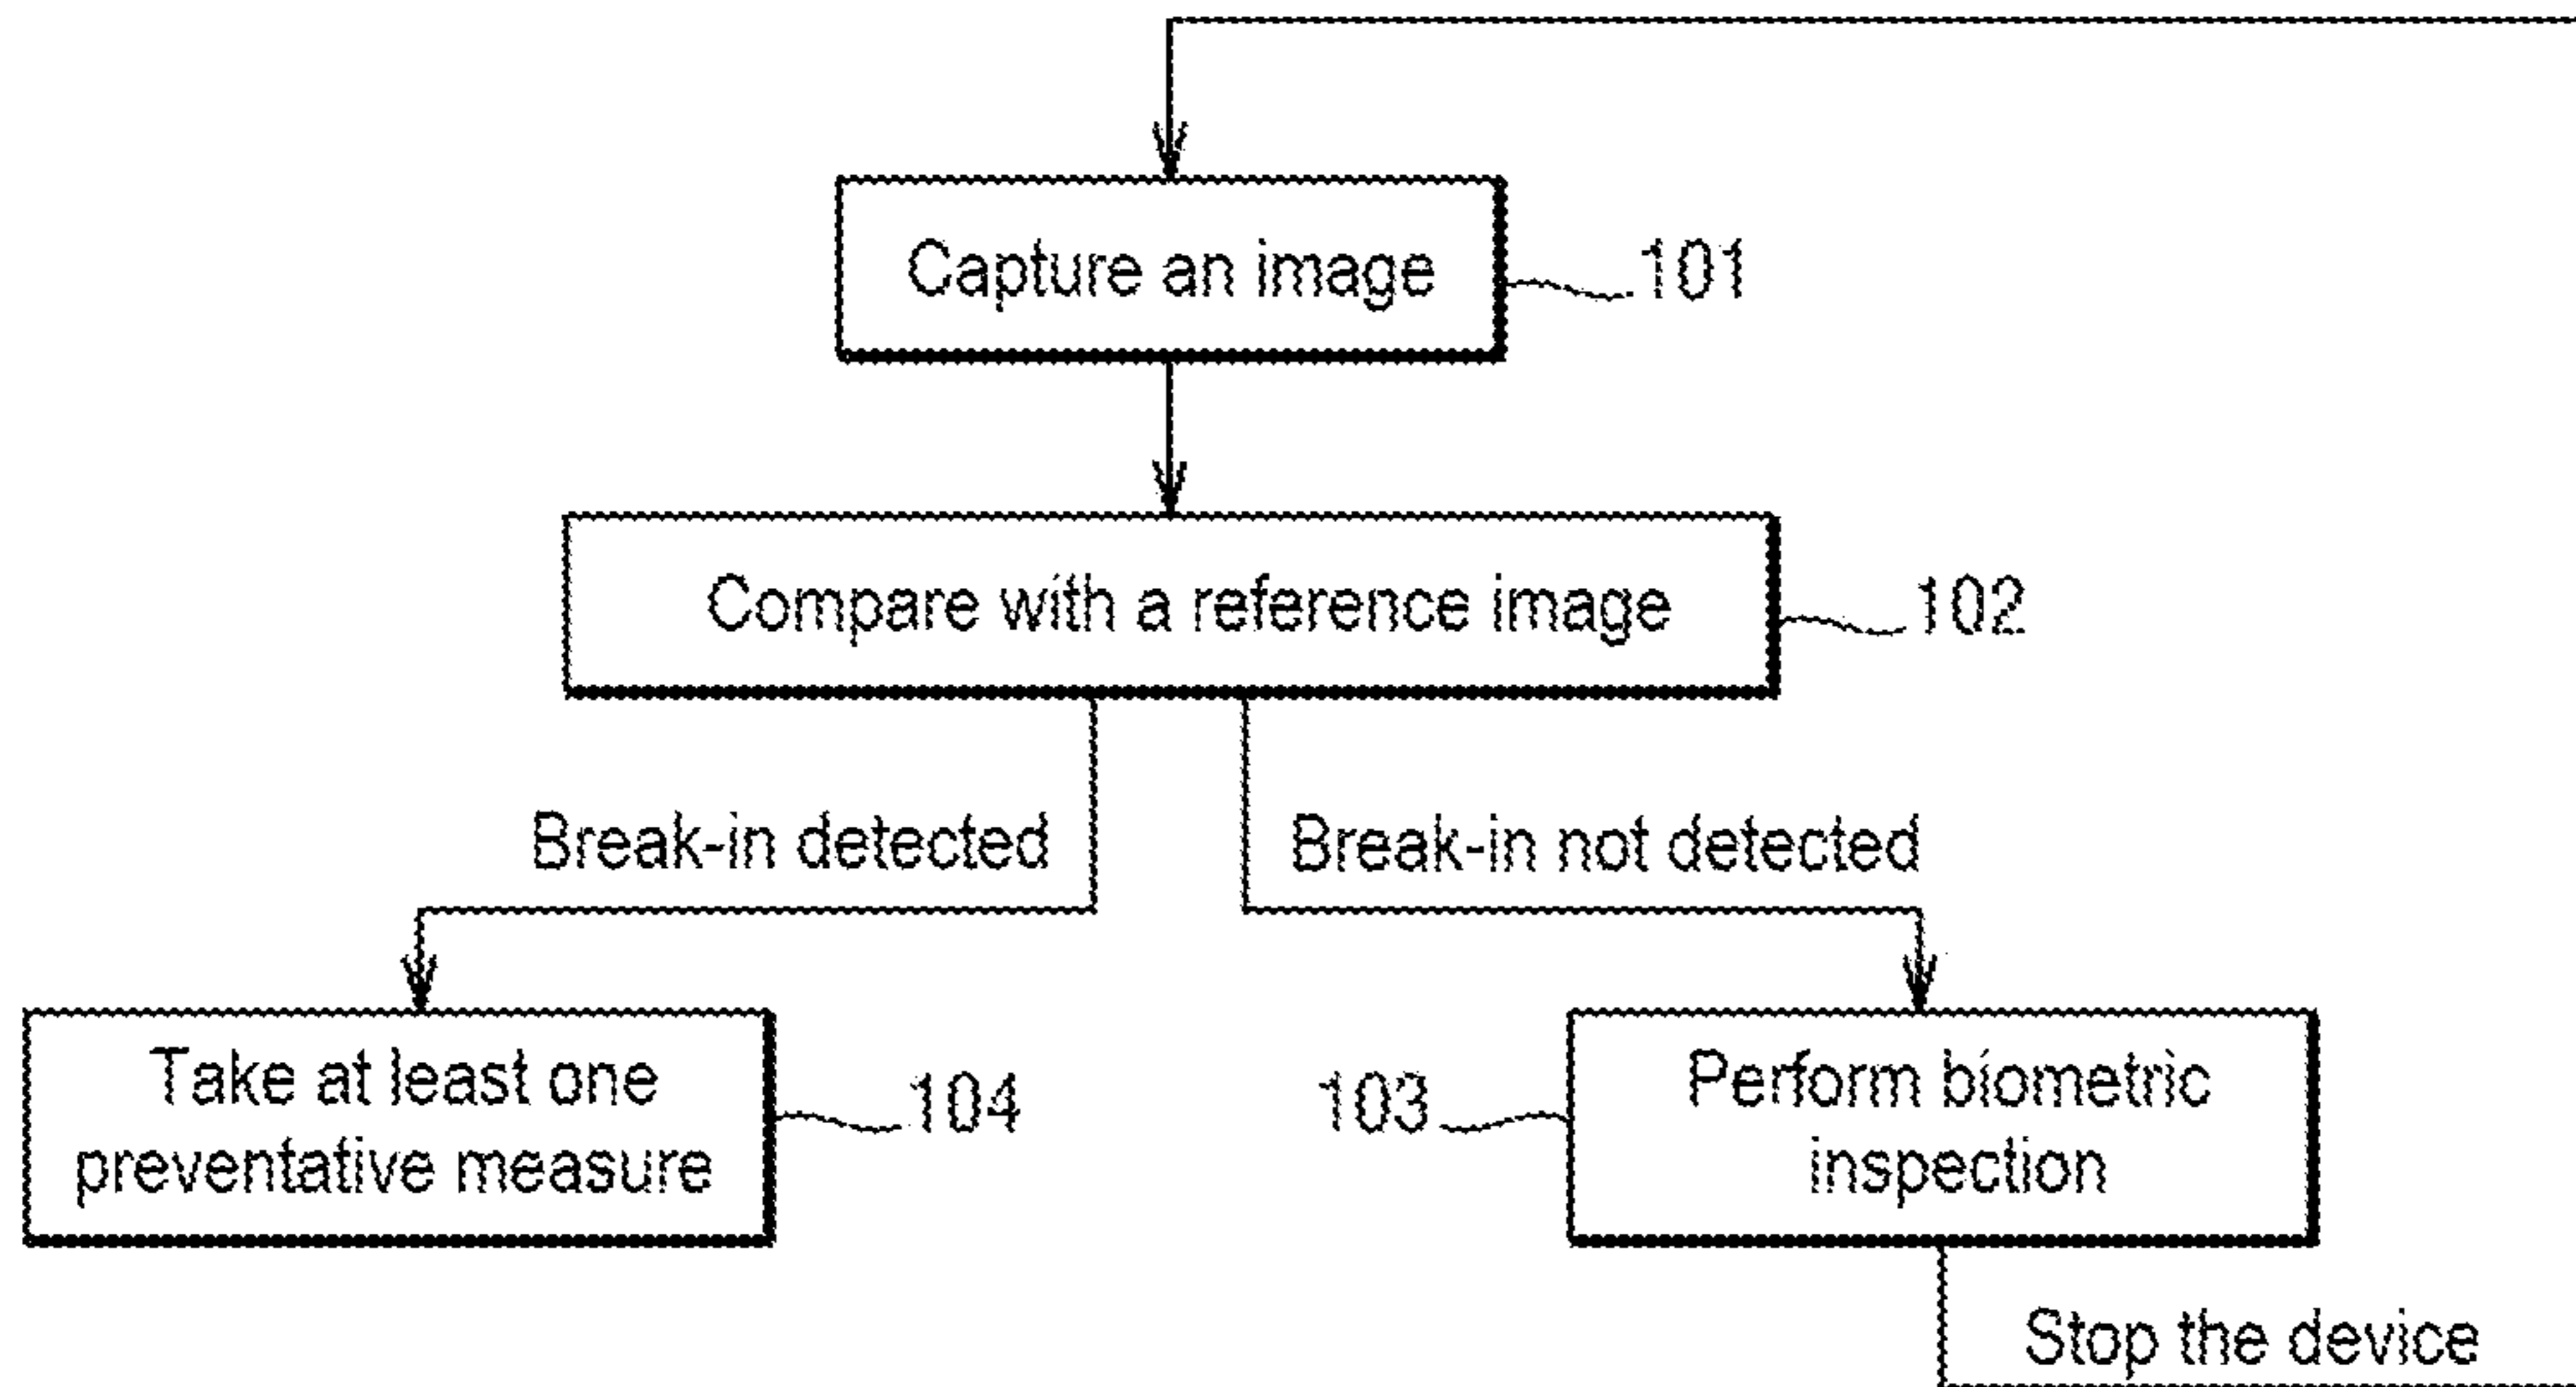 Capture an image
101
Compare with a reference image
102
Break-in detected
Break-in not detected
Take at least one
preventative measure
104
103
Perform biometric
inspection
Stop the device